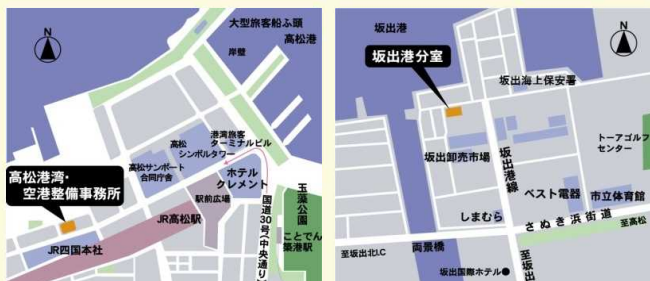 N
大型旅客船ふ頭
高松港
岸壁
港湾旅客
ターミナルビル
高松
シンボルタワー
高松サンポート
合同庁舎
ホテル
クレメント
高松港湾・
空港整備事務所
駅前広場
玉藻公園
JR高松駅
国道30号(中央通り)
ことでん
築港駅
JR四国本社
N
坂出港
坂出港分室
坂出海上保安署
トーアゴルフ
センター
坂出卸売市場
坂出港線
ベスト電器
市立体育館
しまむら
さぬき浜街道
至高松
至坂出北I.C
両景橋
至坂出
坂出国際ホテル